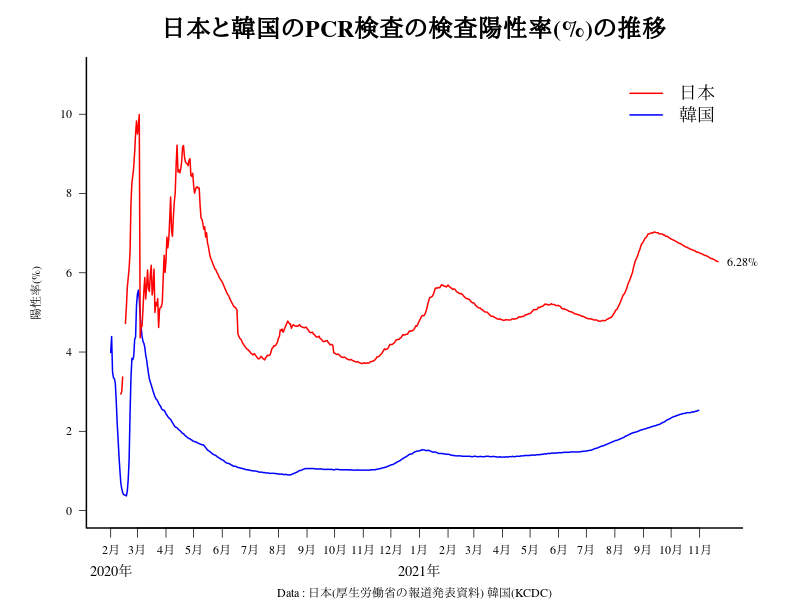 日本と韓国のPCR検査の検査陽性率(%)の推移
日本
韓国
陽性率(%)
10
8
6
4
2
0
6.28%
2月 3月 4月 5月 6月 7月 8月 9月 10月 11月 12月 1月 2月 3月 4月 5月 6月 7月 8月 9月 10月 11月
2020年 2021年
Data : 日本(厚生労働省の報道発表資料) 韓国(KCDC)